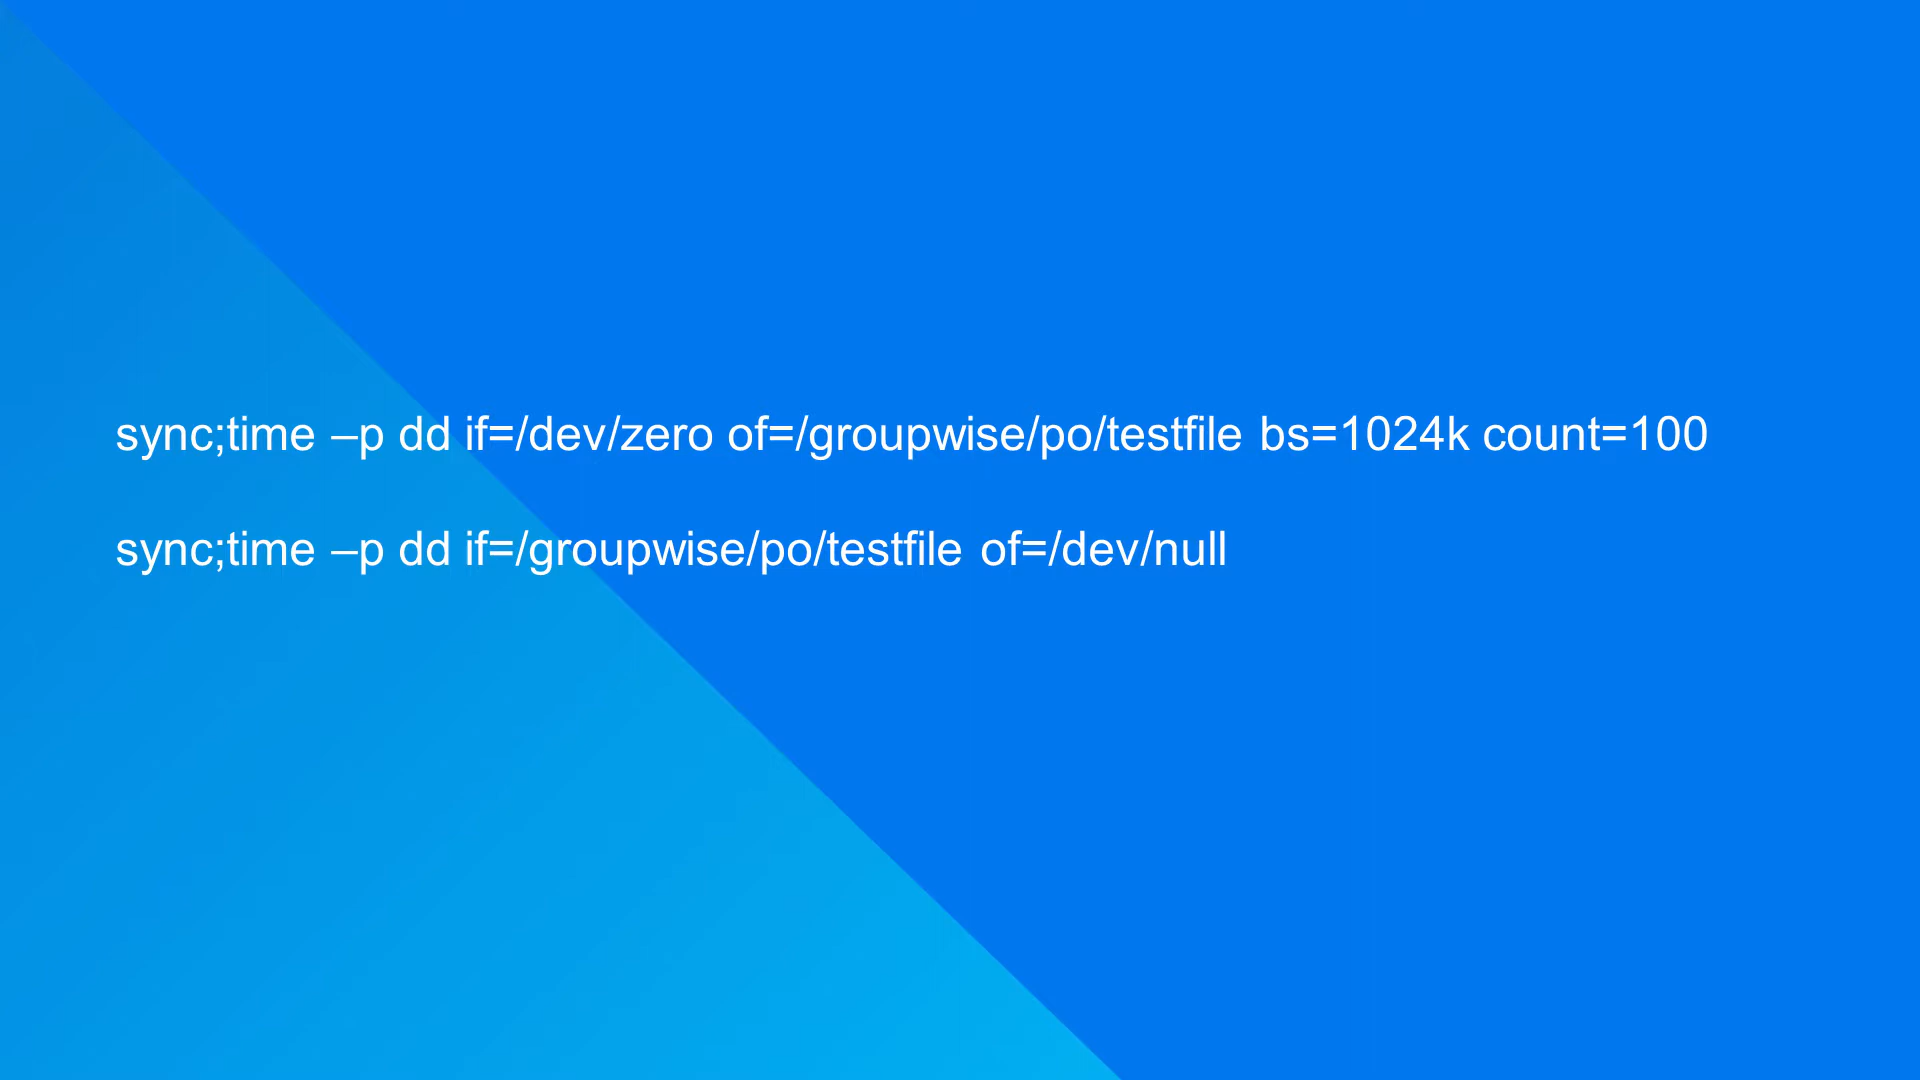 sync;time –p dd if=/dev/zero of=/groupwise/po/testfile bs=1024k count=100
sync;time –p dd if=/groupwise/po/testfile of=/dev/null